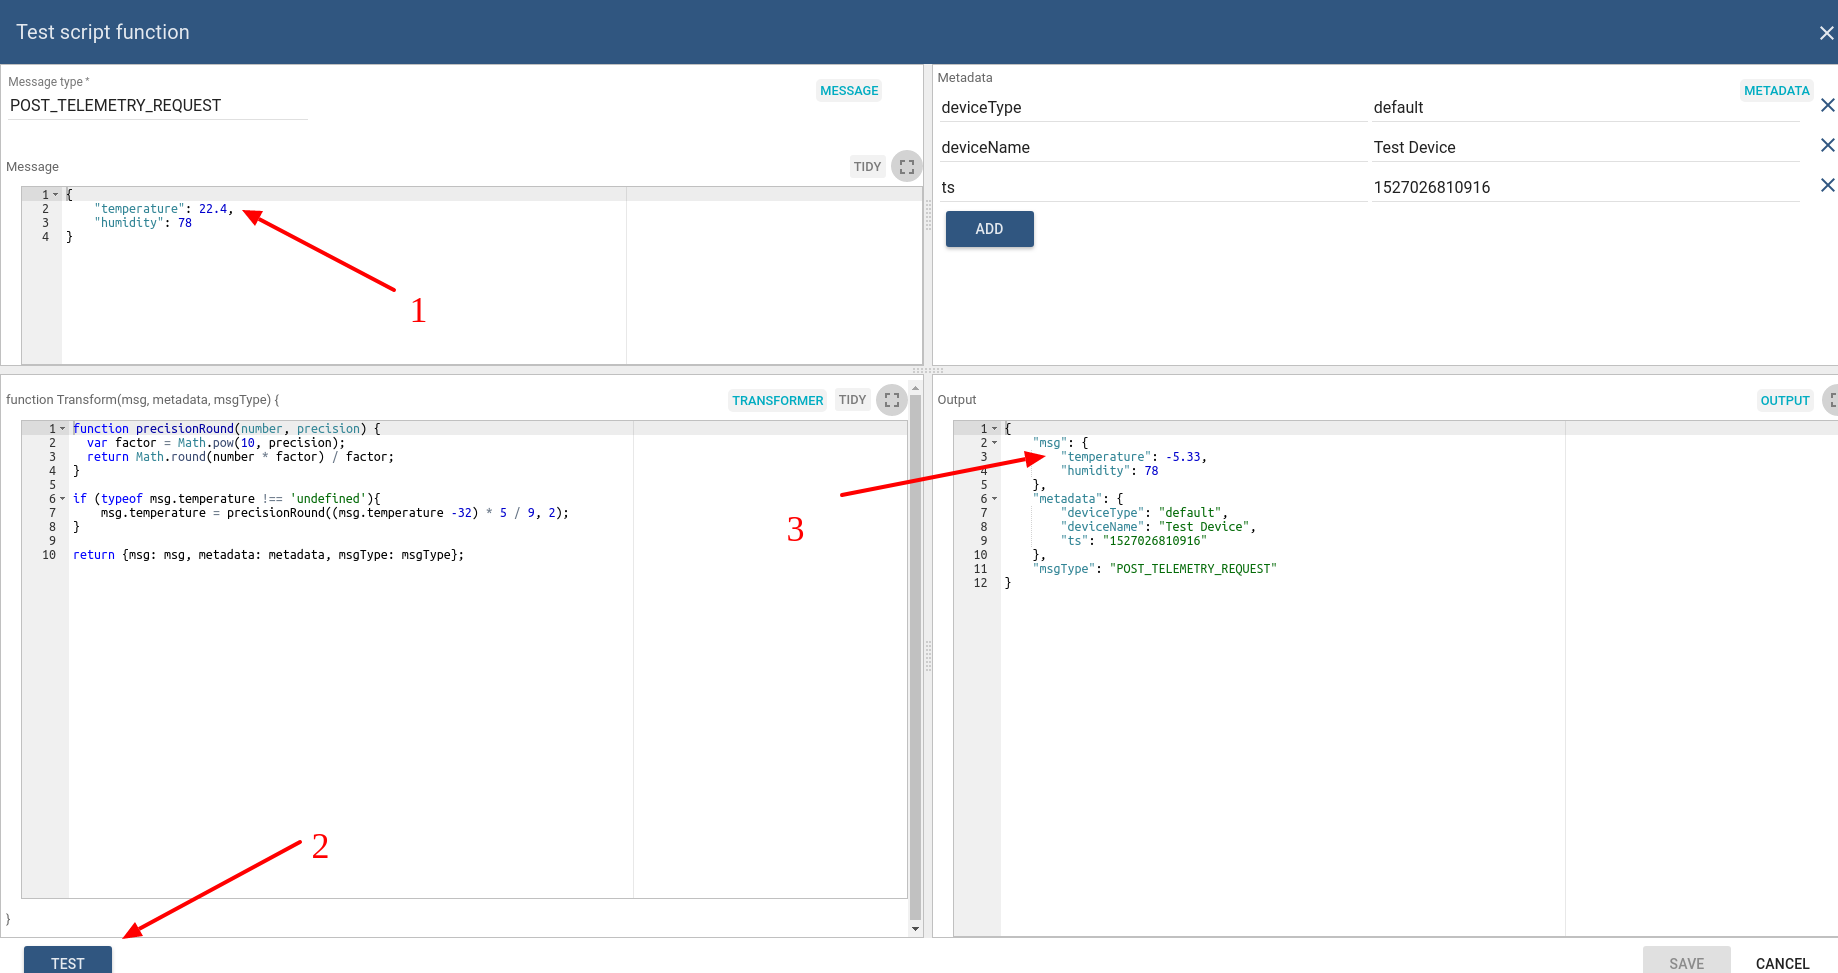 Test script function
Message type *
POST_TELEMETRY_REQUEST
MESSAGE
Message
TIDY
1 {
2     "temperature": 22.4,
3     "humidity": 78
4 }
1
Metadata
METADATA
deviceType default
deviceName Test Device
ts 1527026810916
ADD
function Transform(msg, metadata, msgType) {
TRANSFORMER TIDY
1 function precisionRound(number, precision) {
2   var factor = Math.pow(10, precision);
3   return Math.round(number * factor) / factor;
4 }
5
6 if (typeof msg.temperature !== 'undefined'){
7     msg.temperature = precisionRound((msg.temperature -32) * 5 / 9, 2);
8 }
9
10 return {msg: msg, metadata: metadata, msgType: msgType};
}
2
TEST
Output
OUTPUT
1 {
2     "msg": {
3         "temperature": -5.33,
4         "humidity": 78
5     },
6     "metadata": {
7         "deviceType": "default",
8         "deviceName": "Test Device",
9         "ts": "1527026810916"
10     },
11     "msgType": "POST_TELEMETRY_REQUEST"
12 }
3
SAVE CANCEL